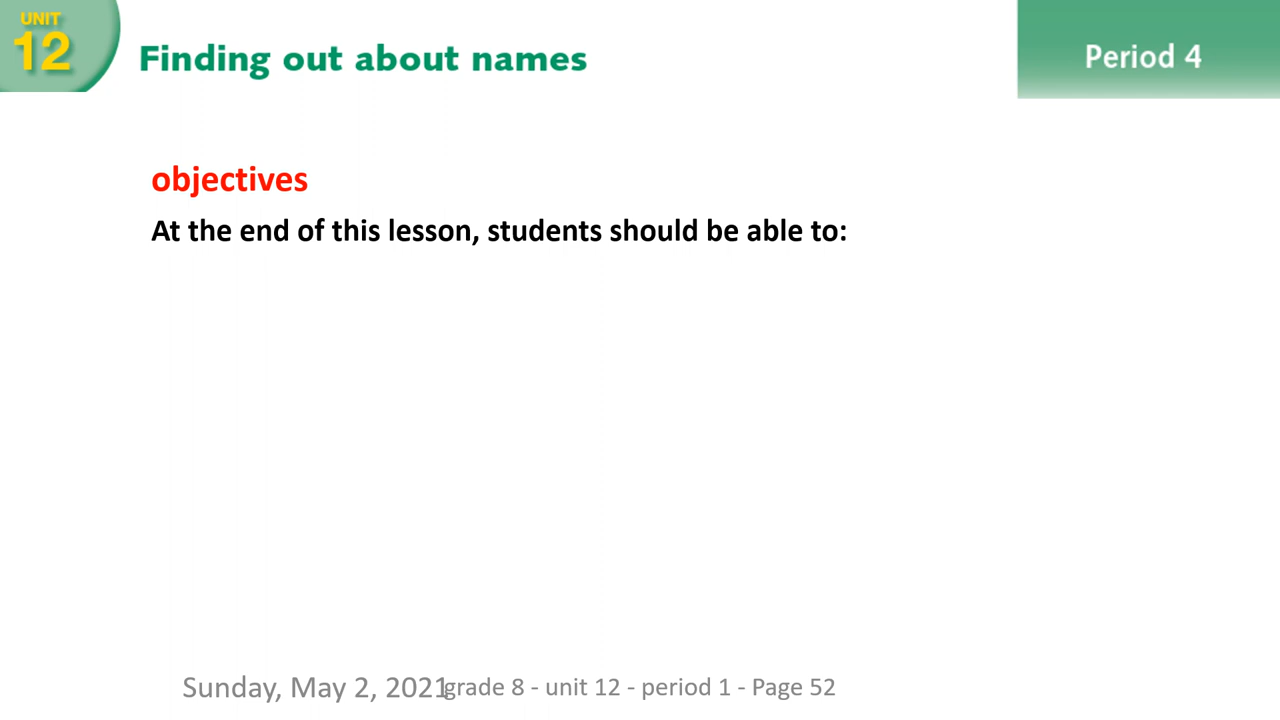 UNIT
12
Finding out about names
Period 4
objectives
At the end of this lesson, students should be able to:
Sunday, May 2, 2021
grade 8 - unit 12 - period 1 - Page 52